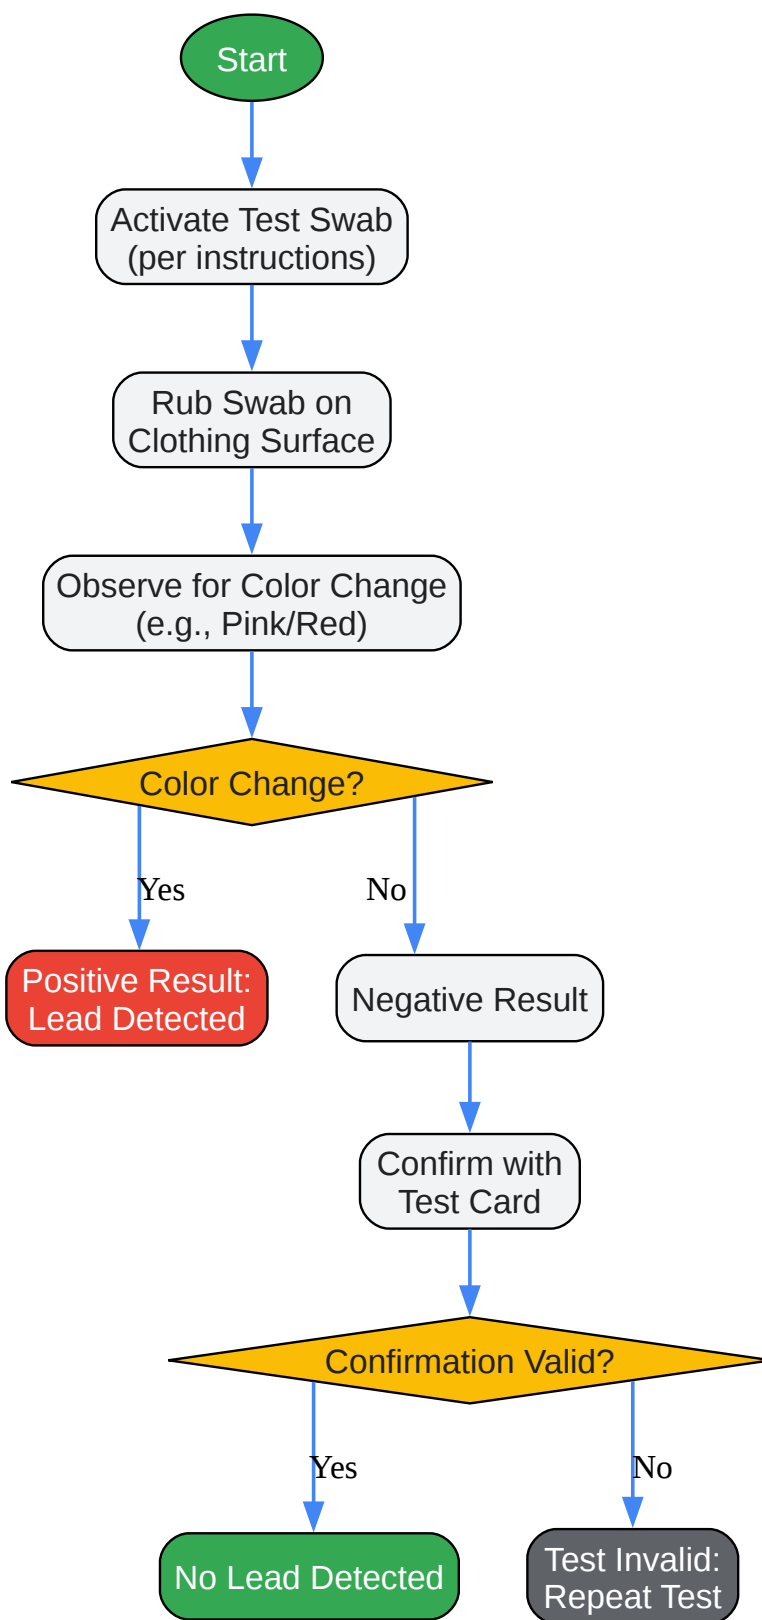 Start
Activate Test Swab
(per instructions)
Rub Swab on
Clothing Surface
Observe for Color Change
(e.g., Pink/Red)
Color Change?
Yes
No
Positive Result:
Lead Detected
Negative Result
Confirm with
Test Card
Confirmation Valid?
Yes
No
No Lead Detected
Test Invalid:
Repeat Test